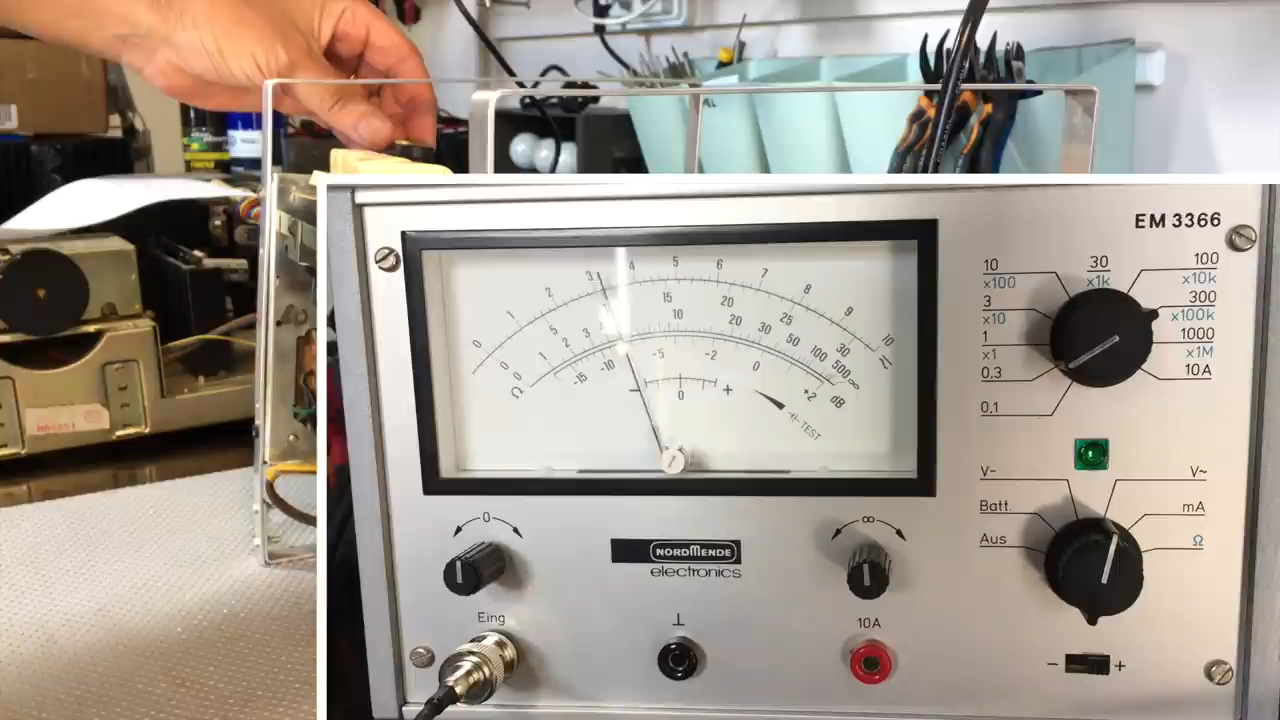 EM 3366
10
x100
30
x1k
100
x10k
3
x10
300
x100k
1
x1
1000
x1M
0.3
10A
0,1
0 1 2 3 4 5 6 7 8 9 10
0 5 15 20 25 30
Ω 0 1 2 3 10 20 30 50 100 500 ∞
-15 -10 -5 -2 0 +2 dB
- 0 +
TEST
V- V~
Batt. mA
Aus Ω
0
∞
NORDMENDE
electronics
Eing
⊥
10A
- +